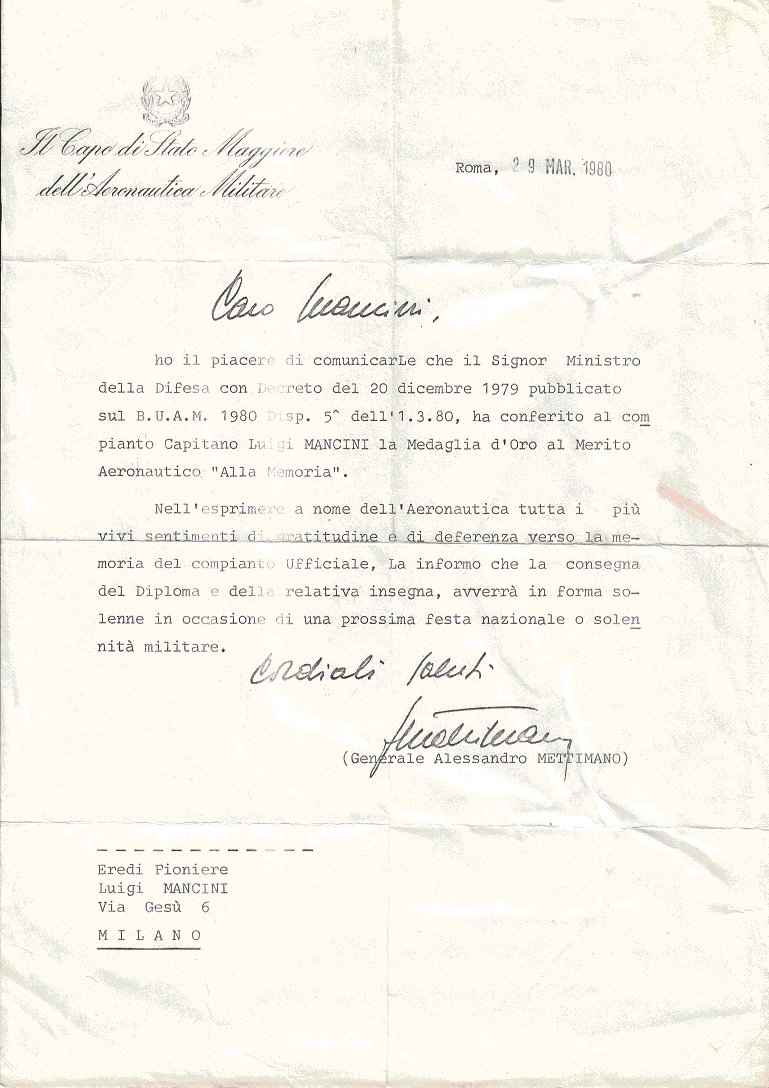 Il Capo di Stato Maggiore
dell'Aeronautica Militare
Roma, 29 MAR. 1980
Caro Mancini,
ho il piacere di comunicarLe che il Signor Ministro
della Difesa con Decreto del 20 dicembre 1979 pubblicato
sul B.U.A.M. 1980 Disp. 5^ dell'1.3.80, ha conferito al com
pianto Capitano Luigi MANCINI la Medaglia d'Oro al Merito
Aeronautico "Alla Memoria".
Nell'esprimere a nome dell'Aeronautica tutta i più
vivi sentimenti di gratitudine e di deferenza verso la me-
moria del compianto Ufficiale, La informo che la consegna
del Diploma e della relativa insegna, avverrà in forma so-
lenne in occasione di una prossima festa nazionale o solen
nità militare.
Cordiali saluti
(Generale Alessandro METTIMANO)
Eredi Pioniere
Luigi MANCINI
Via Gesù 6
MILANO